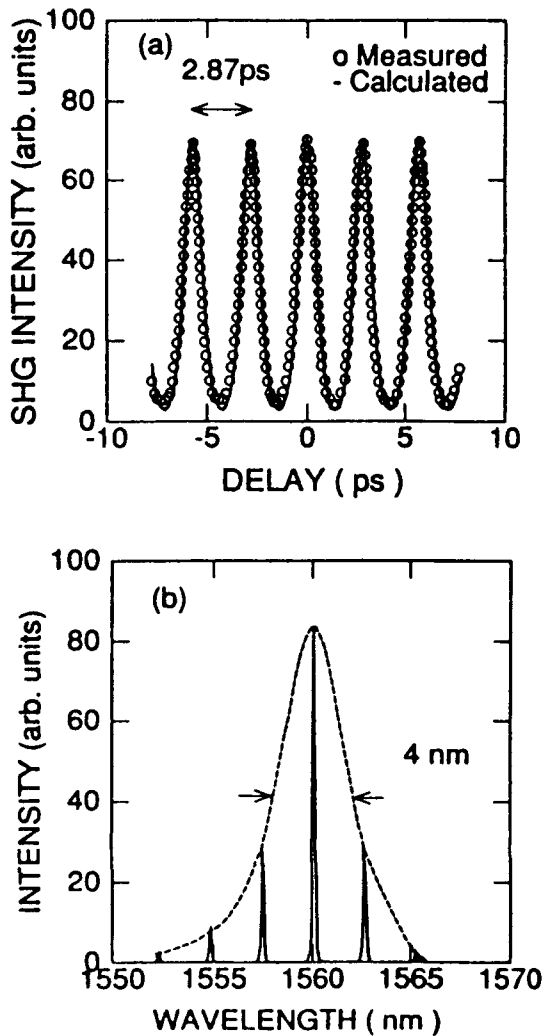 100
(a)
2.87ps
o Measured
- Calculated
80
60
40
20
0
SHG INTENSITY (arb. units)
-10 -5 0 5 10
DELAY ( ps )
100
(b)
80
60
4 nm
40
20
0
INTENSITY (arb. units)
1550 1555 1560 1565 1570
WAVELENGTH ( nm )